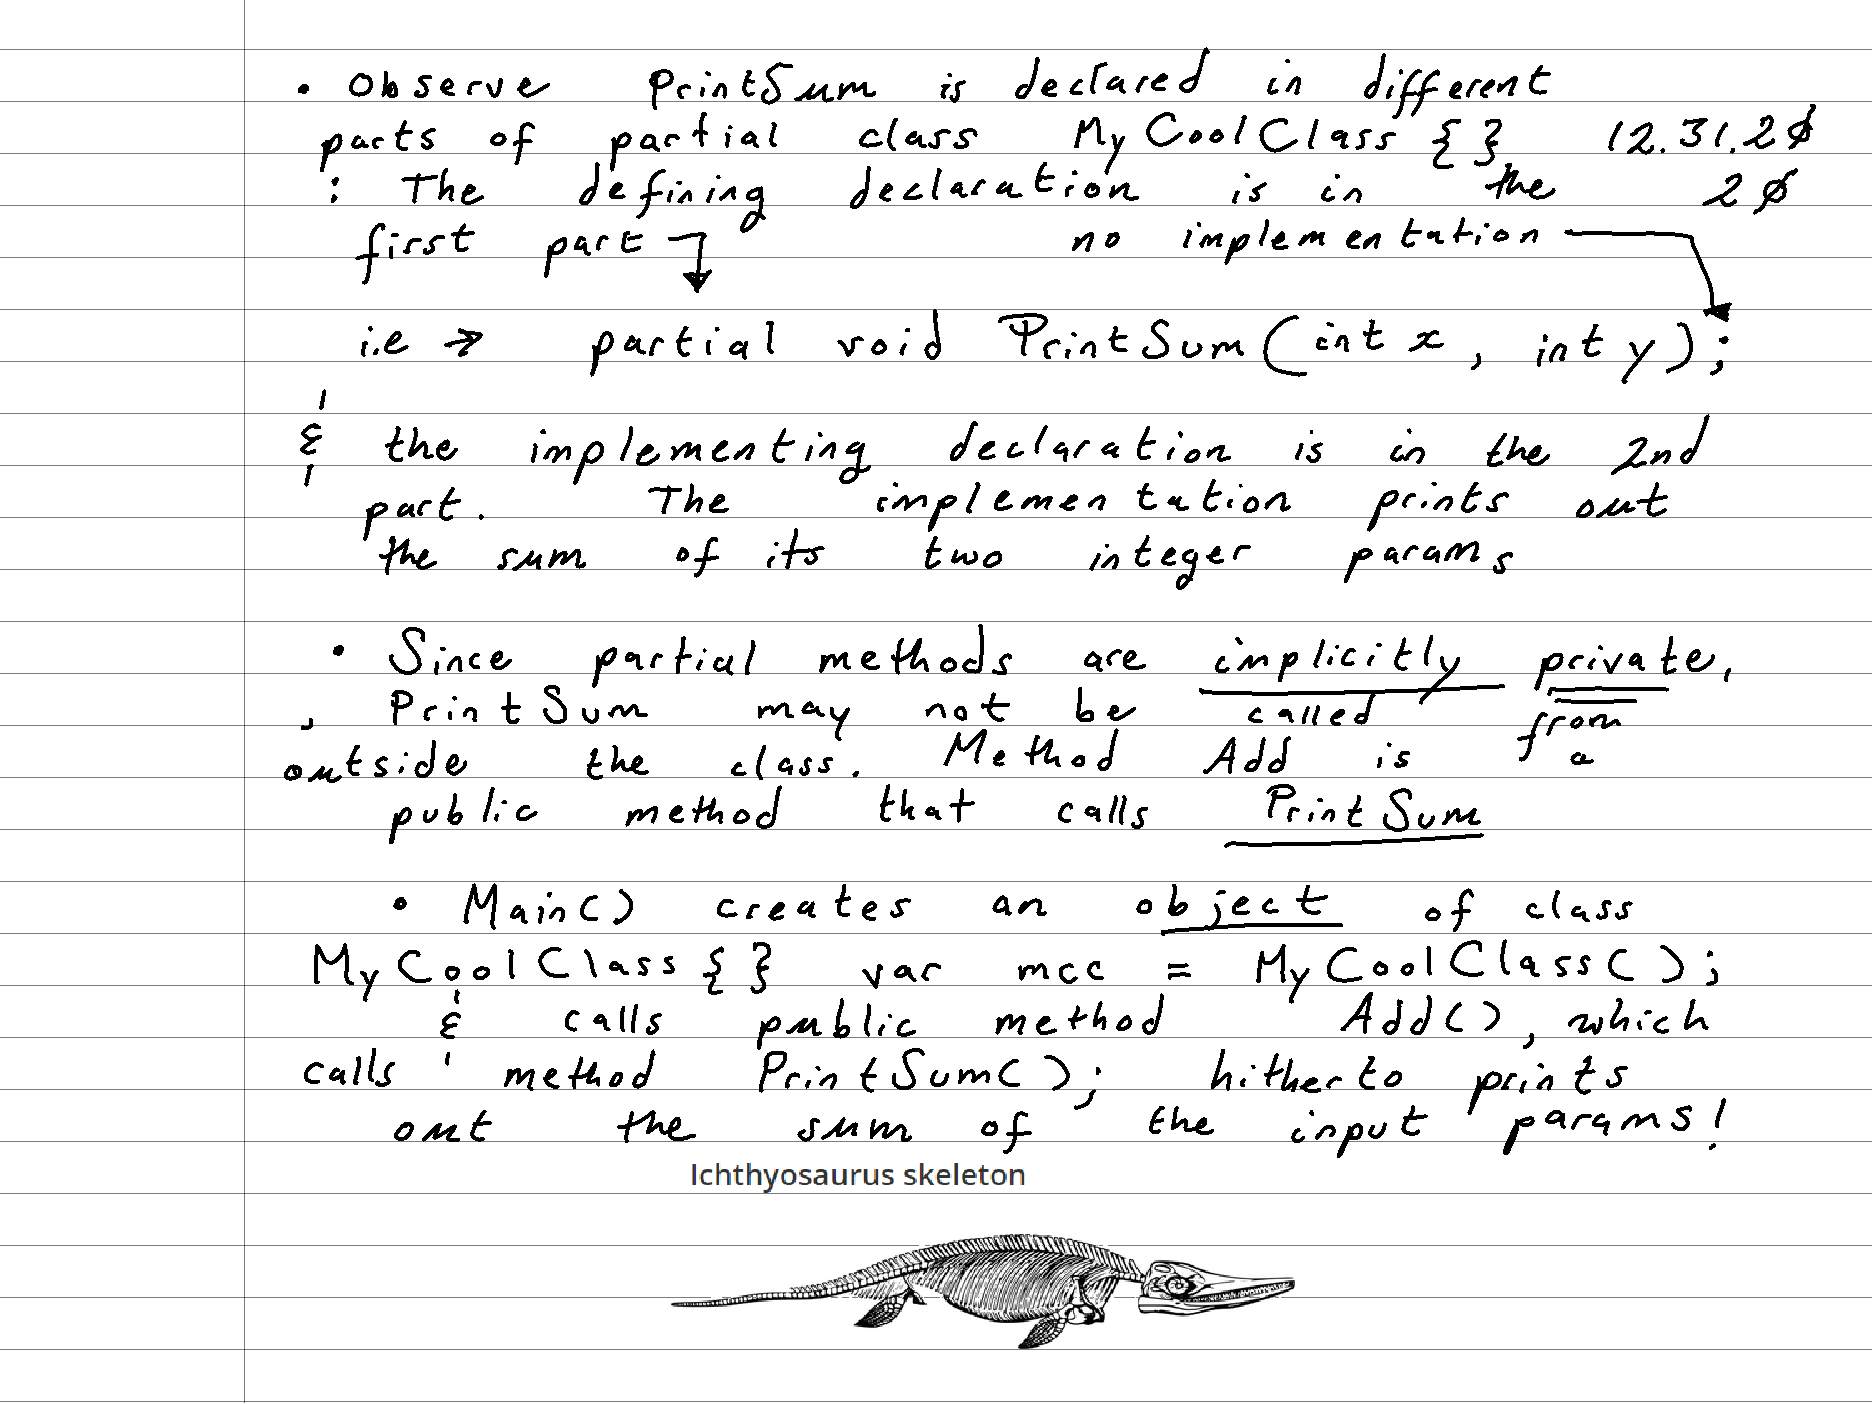 • Observe PrintSum is declared in different
parts of partial class MyCoolClass {} 12.31.2∅
: The defining declaration is in the 2∅
first part no implementation
i.e → partial void PrintSum(int x, int y);
& the implementing declaration is in the 2nd
part. The implementation prints out
the sum of its two integer params
• Since partial methods are implicitly private,
, PrintSum may not be called from
outside the class. Method Add is a
public method that calls PrintSum
• Main() creates an object of class
MyCoolClass {} var mcc = MyCoolClass();
& calls public method Add(), which
calls method PrintSum(); hitherto prints
out the sum of the input params!
Ichthyosaurus skeleton